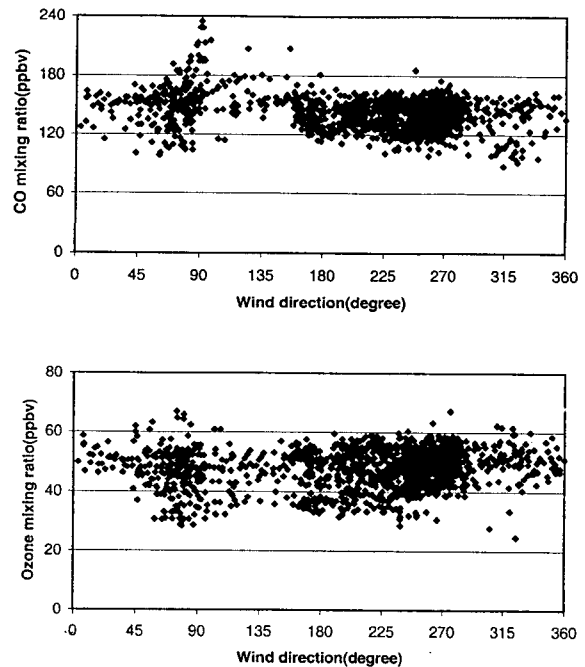 240
180
120
60
0
CO mixing ratio(ppbv)
0 45 90 135 180 225 270 315 360
Wind direction(degree)
80
60
40
20
0
Ozone mixing ratio(ppbv)
0 45 90 135 180 225 270 315 360
Wind direction(degree)